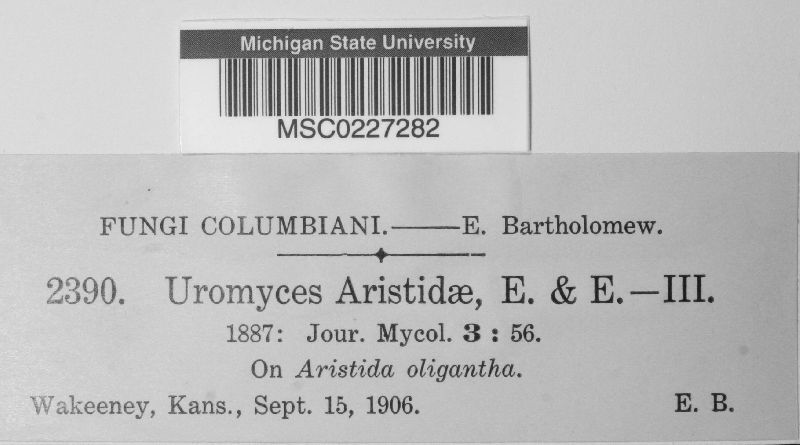 Michigan State University
MSC0227282
FUNGI COLUMBIANI.——E. Bartholomew.
2390. Uromyces Aristidæ, E. & E.—III.
1887: Jour. Mycol. 3 : 56.
On Aristida oligantha.
Wakeeney, Kans., Sept. 15, 1906. E. B.